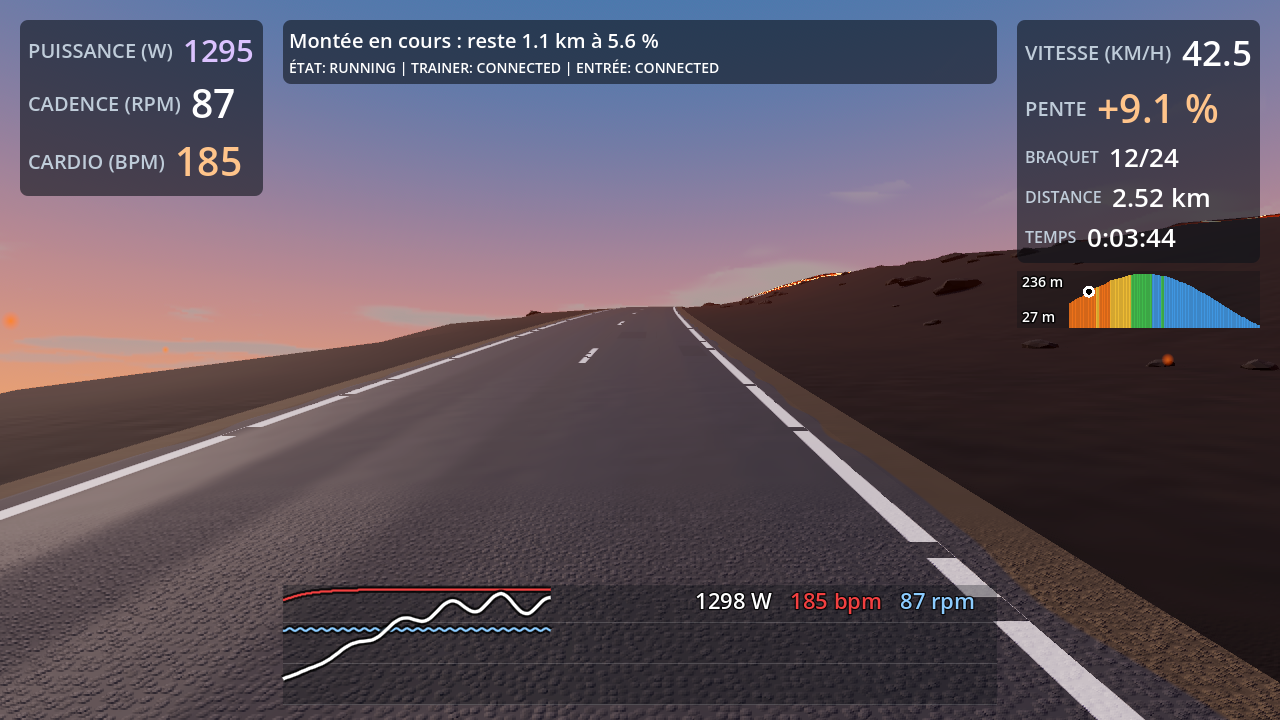 PUISSANCE (W) 1295
CADENCE (RPM) 87
CARDIO (BPM) 185
Montée en cours : reste 1.1 km à 5.6 %
ÉTAT: RUNNING | TRAINER: CONNECTED | ENTRÉE: CONNECTED
VITESSE (KM/H) 42.5
PENTE +9.1 %
BRAQUET 12/24
DISTANCE 2.52 km
TEMPS 0:03:44
236 m
27 m
1298 W 185 bpm 87 rpm